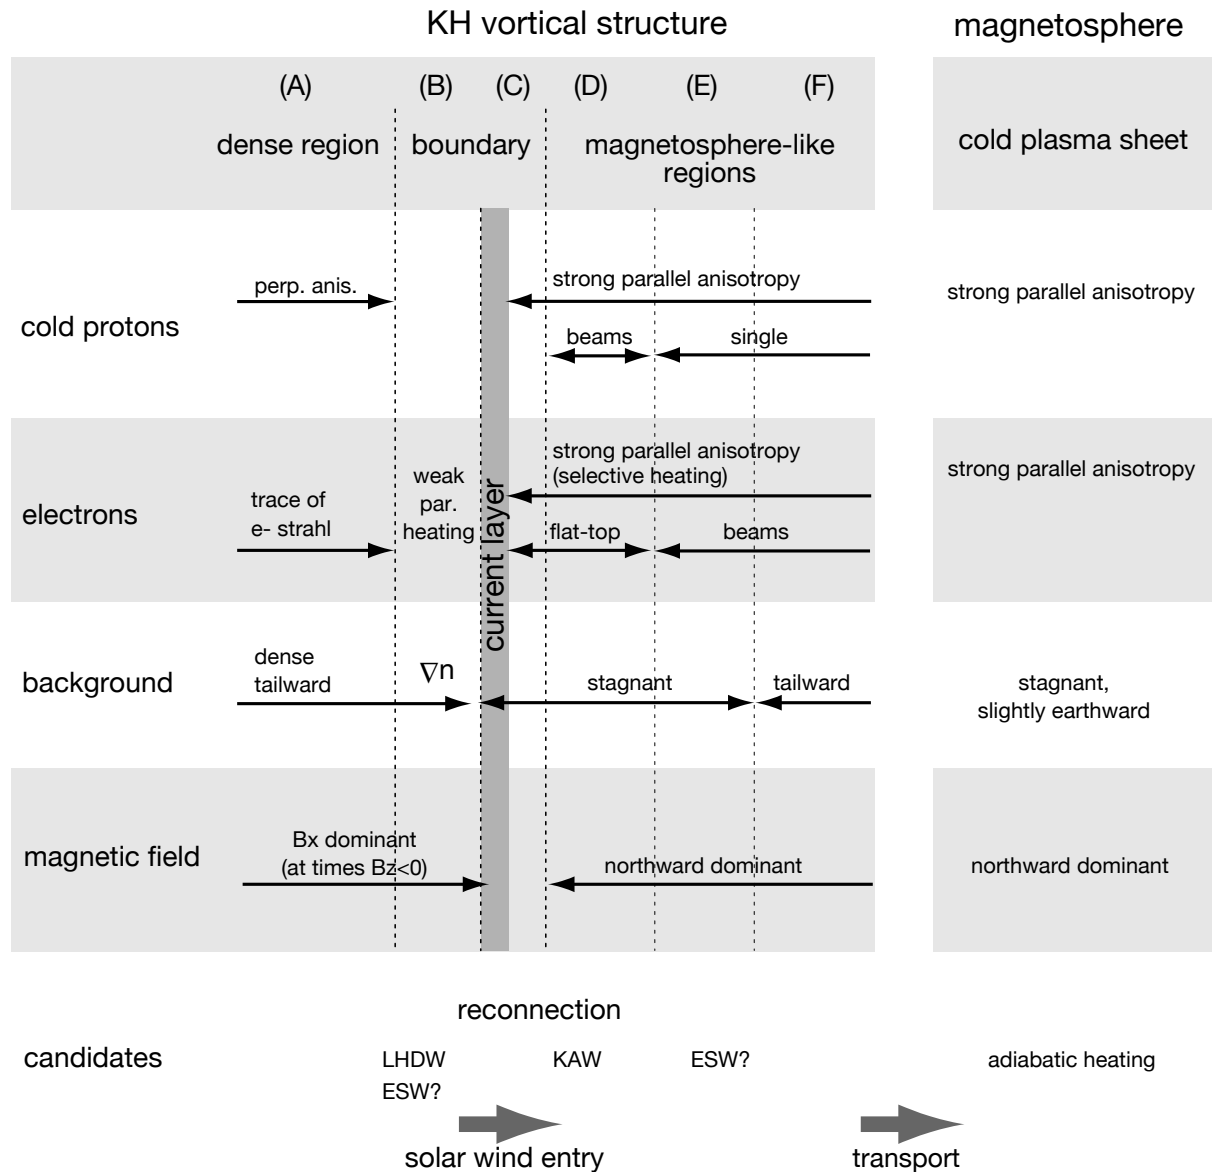 KH vortical structure
magnetosphere
(A)
(B)
(C)
(D)
(E)
(F)
dense region
boundary
magnetosphere-like
regions
cold plasma sheet
cold protons
perp. anis.
strong parallel anisotropy
beams
single
strong parallel anisotropy
electrons
trace of
e- strahl
weak
par.
heating
current layer
strong parallel anisotropy
(selective heating)
flat-top
beams
strong parallel anisotropy
background
dense
tailward
∇n
stagnant
tailward
stagnant,
slightly earthward
magnetic field
Bx dominant
(at times Bz<0)
northward dominant
northward dominant
reconnection
candidates
LHDW
ESW?
KAW
ESW?
adiabatic heating
solar wind entry
transport